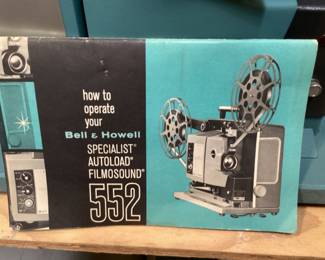 how to
operate
your
Bell & Howell
SPECIALIST®
AUTOLOAD®
FILMOSOUND®
552